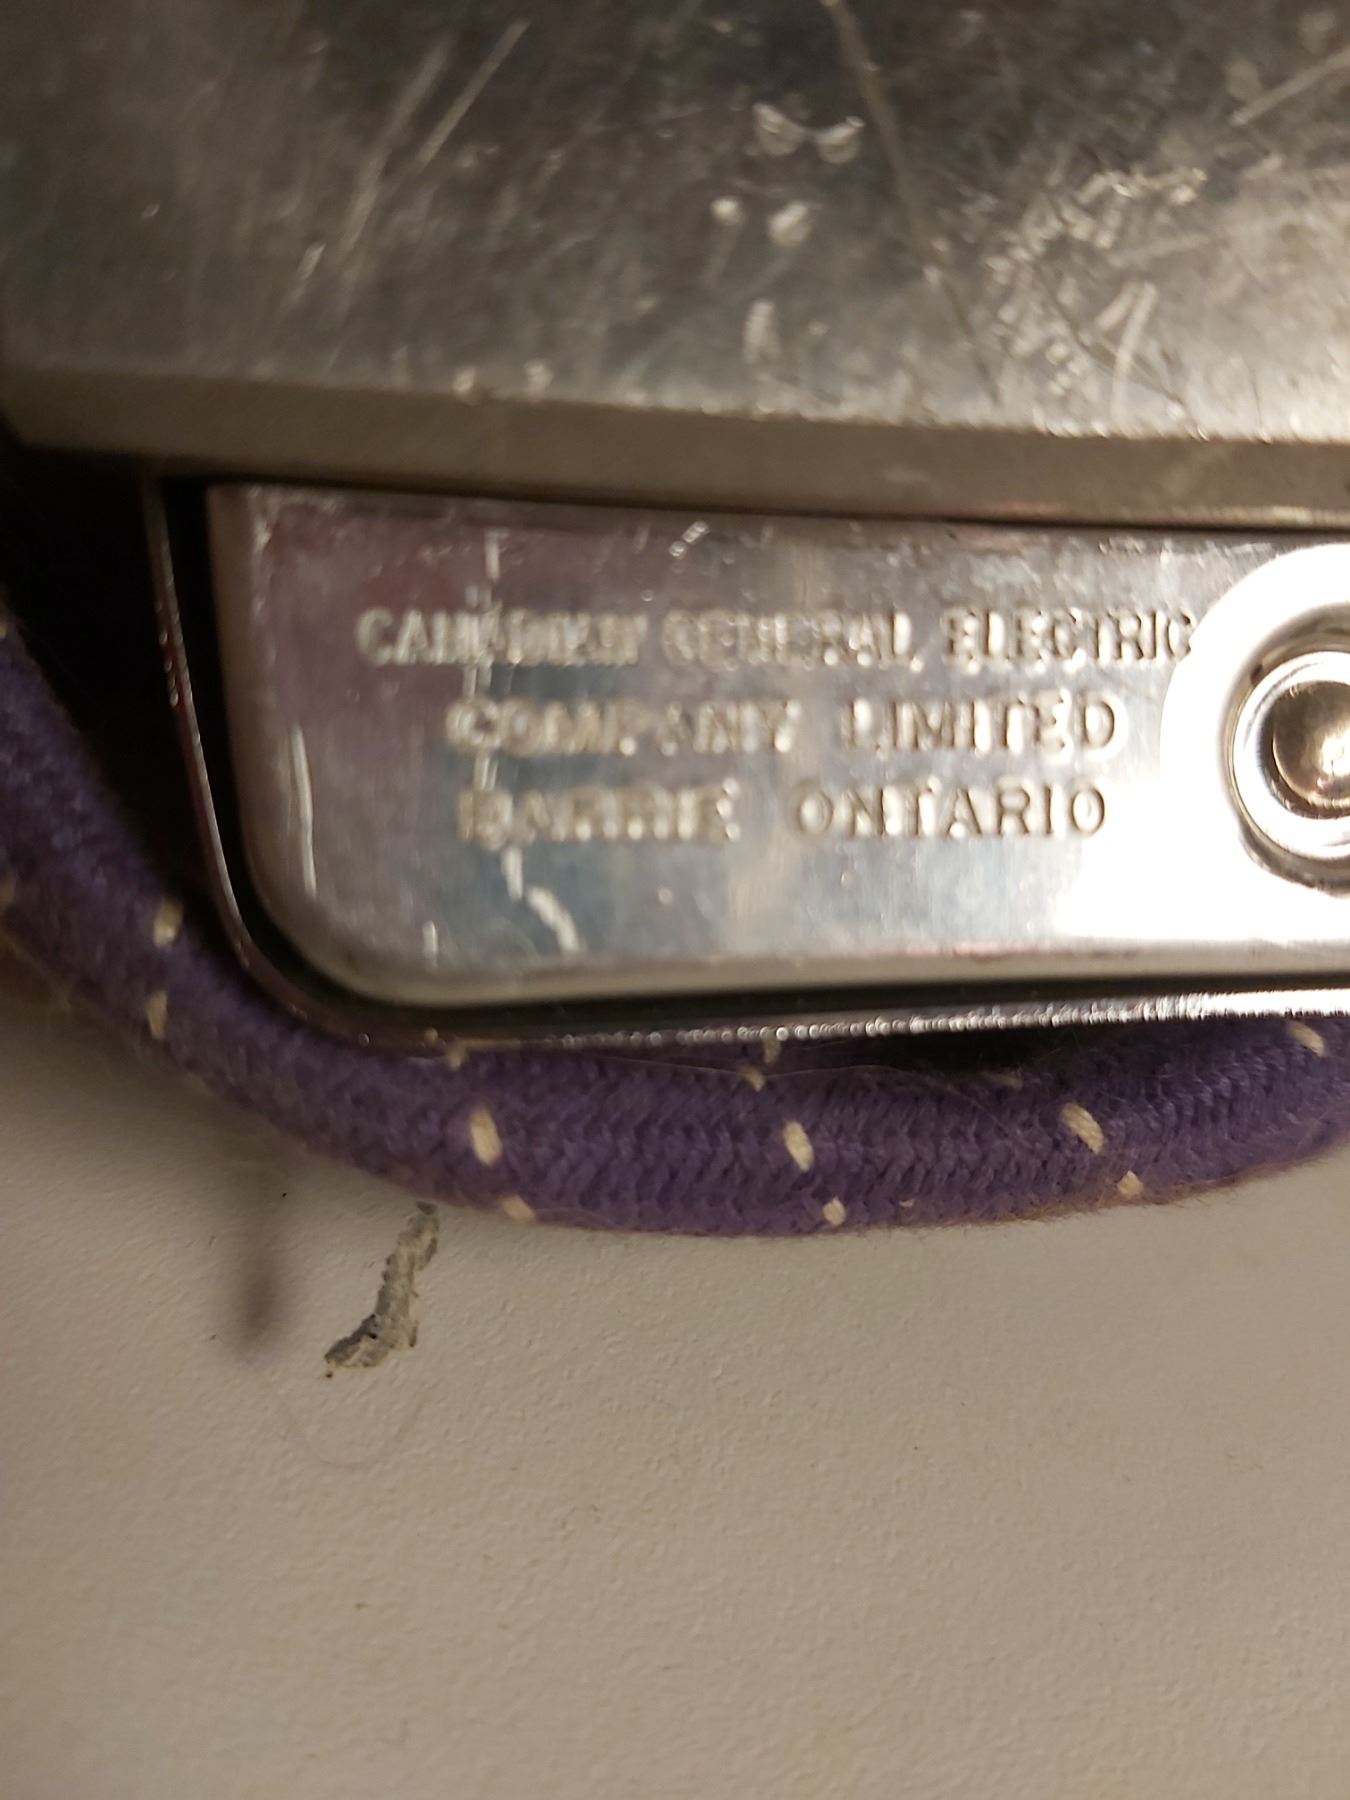 CANADIAN GENERAL ELECTRIC
COMPANY LIMITED
BARRIE ONTARIO